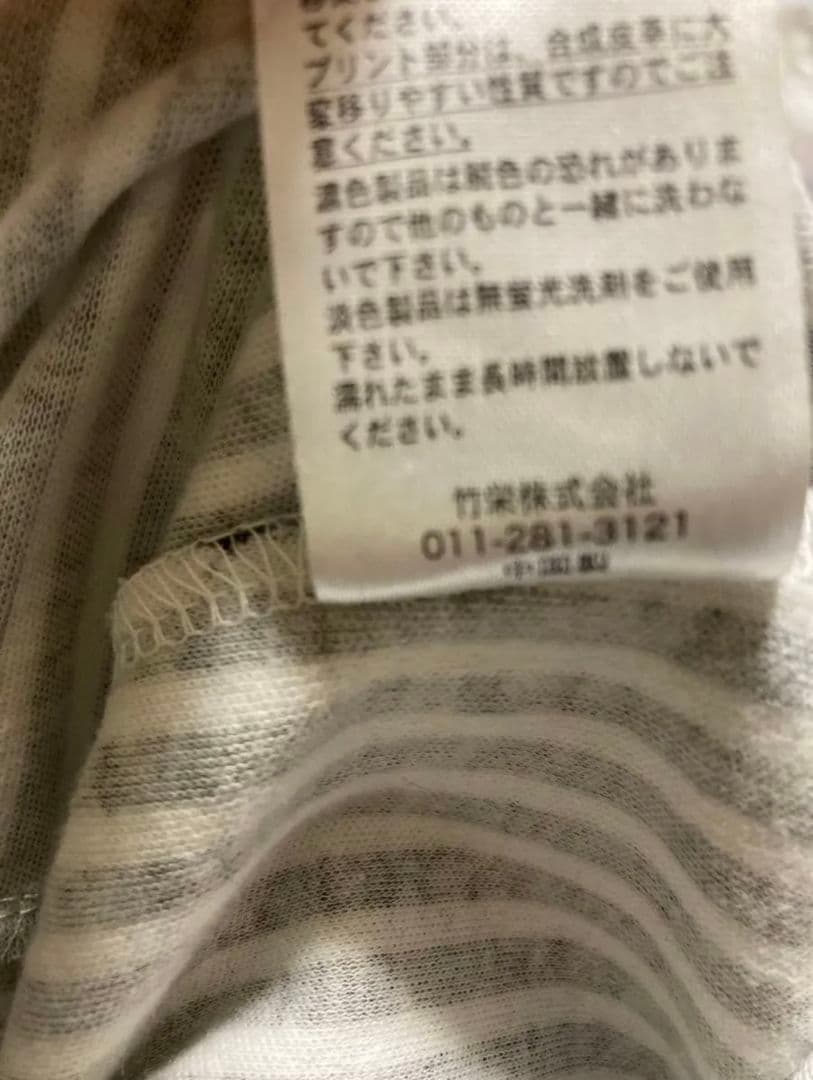 てください。
プリント部分は、合成皮革に大
変移りやすい性質ですのでご注
意ください。
濃色製品は脱色の恐れがありま
すので他のものと一緒に洗わな
いで下さい。
淡色製品は無蛍光洗剤をご使用
下さい。
濡れたまま長時間放置しないで
ください。
竹栄株式会社
011-281-3121
中国製